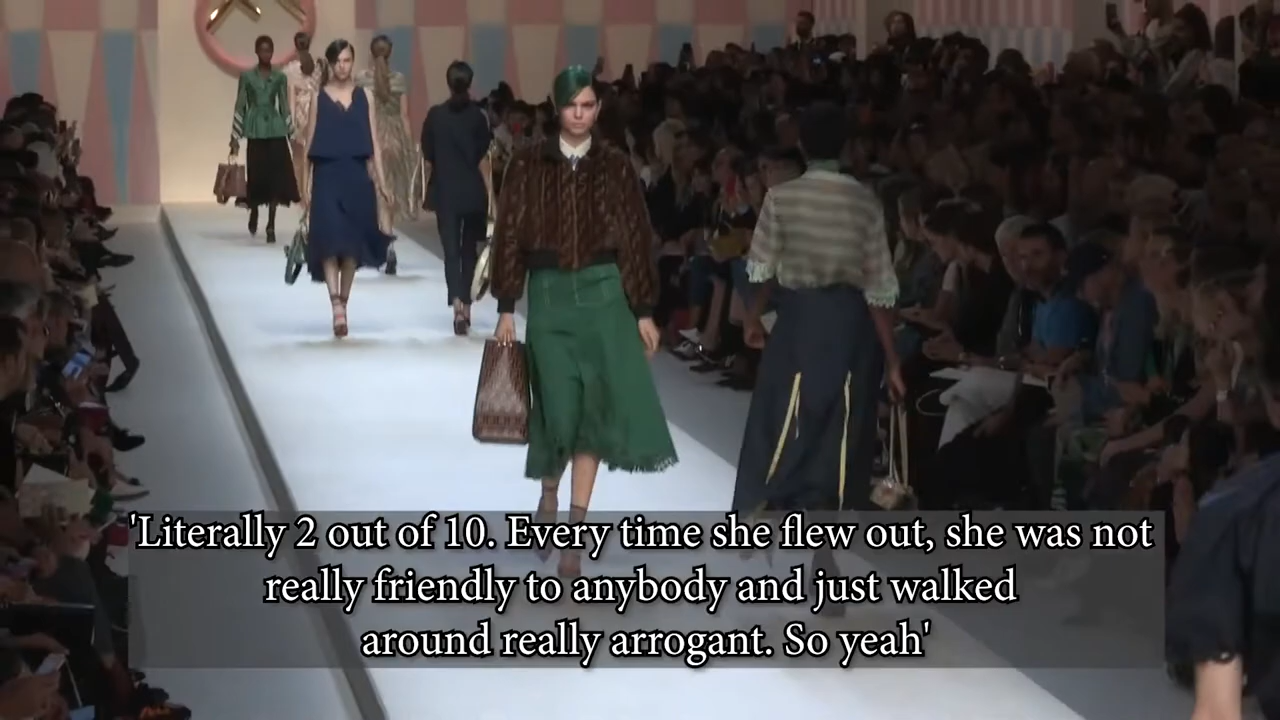 'Literally 2 out of 10. Every time she flew out, she was not
really friendly to anybody and just walked
around really arrogant. So yeah'